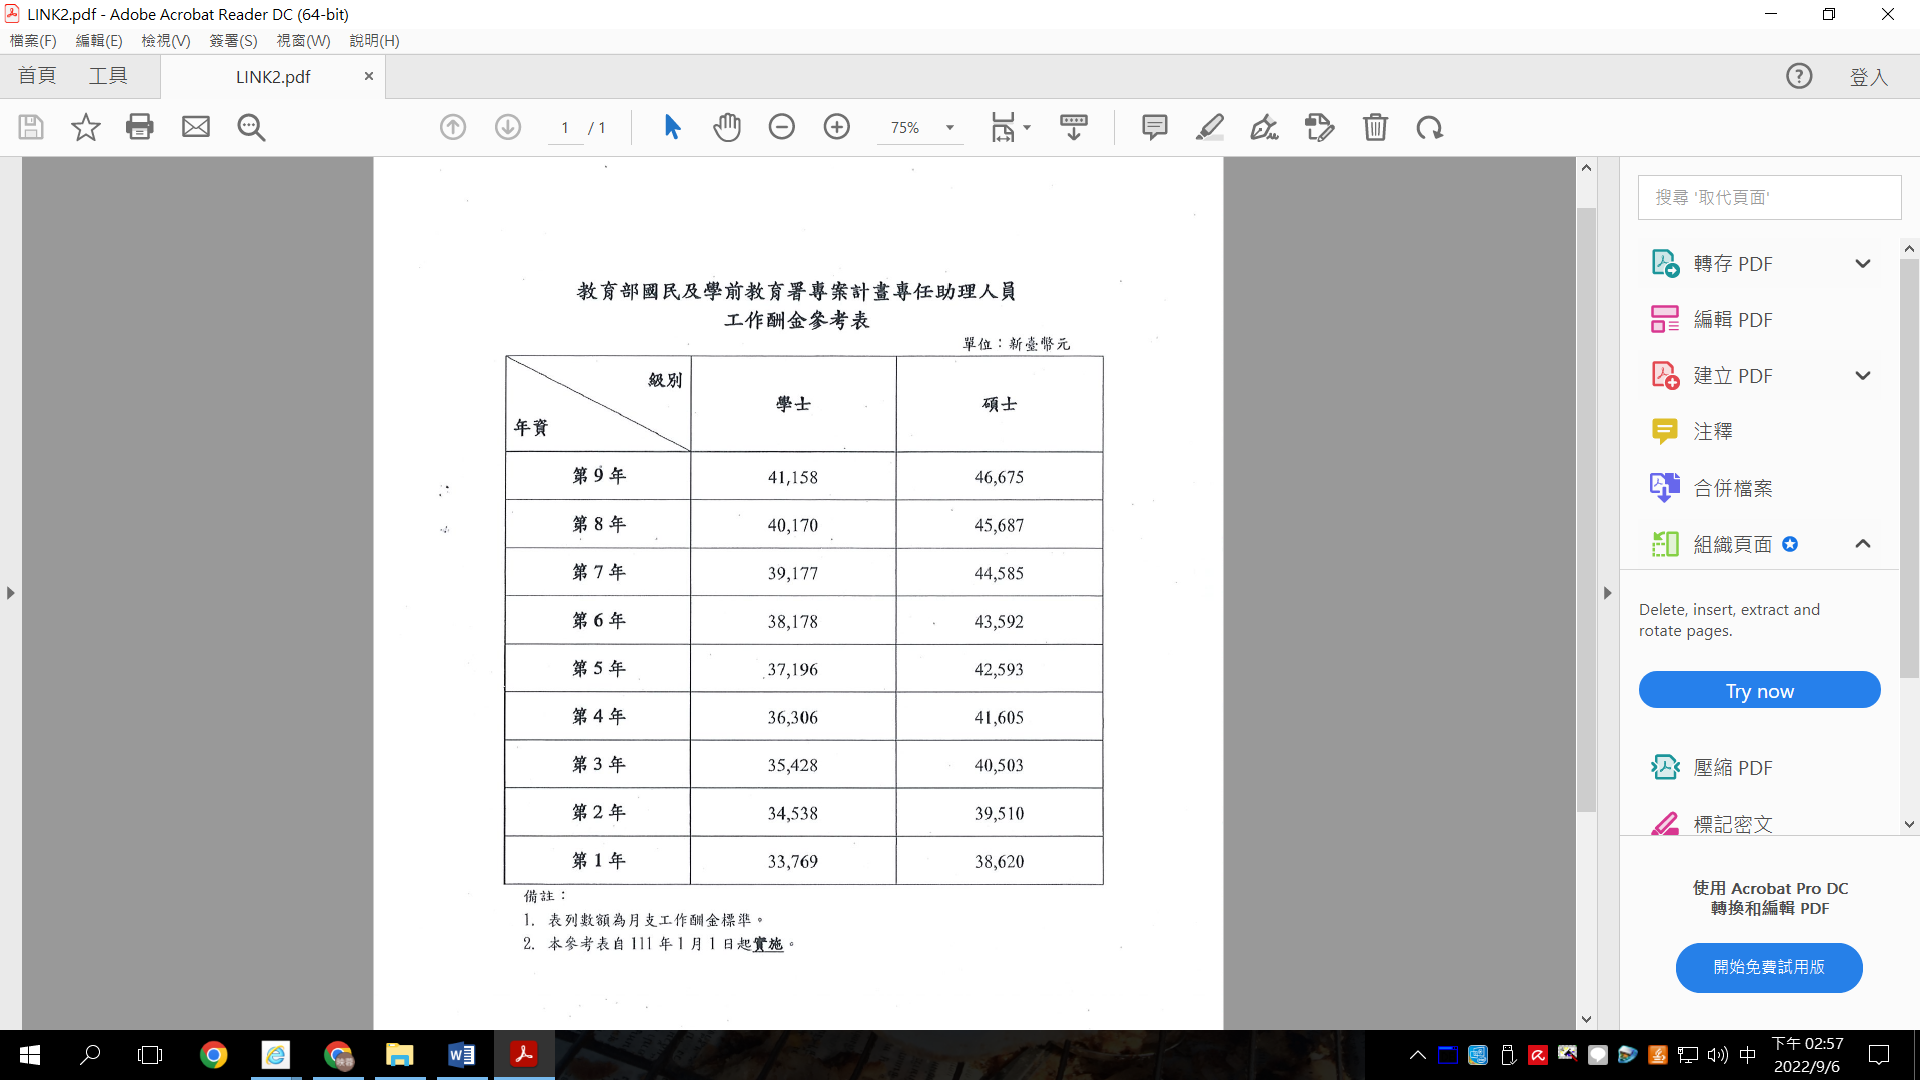 LINK2.pdf - Adobe Acrobat Reader DC (64-bit)
檔案(F) 編輯(E) 檢視(V) 簽署(S) 視窗(W) 說明(H)
首頁 工具 LINK2.pdf 登入
1 / 1 75%
教育部國民及學前教育署專案計畫專任助理人員
工作酬金參考表
單位：新臺幣元
級別
年資 學士 碩士
第 9 年 41,158 46,675
第 8 年 40,170 45,687
第 7 年 39,177 44,585
第 6 年 38,178 43,592
第 5 年 37,196 42,593
第 4 年 36,306 41,605
第 3 年 35,428 40,503
第 2 年 34,538 39,510
第 1 年 33,769 38,620
備註：
1. 表列數額為月支工作酬金標準。
2. 本參考表自 111 年 1 月 1 日起實施。
搜尋 '取代頁面'
轉存 PDF
編輯 PDF
建立 PDF
注釋
合併檔案
組織頁面
Delete, insert, extract and
rotate pages.
Try now
壓縮 PDF
標記密文
使用 Acrobat Pro DC
轉換和編輯 PDF
開始免費試用版
中
下午 02:57
2022/9/6